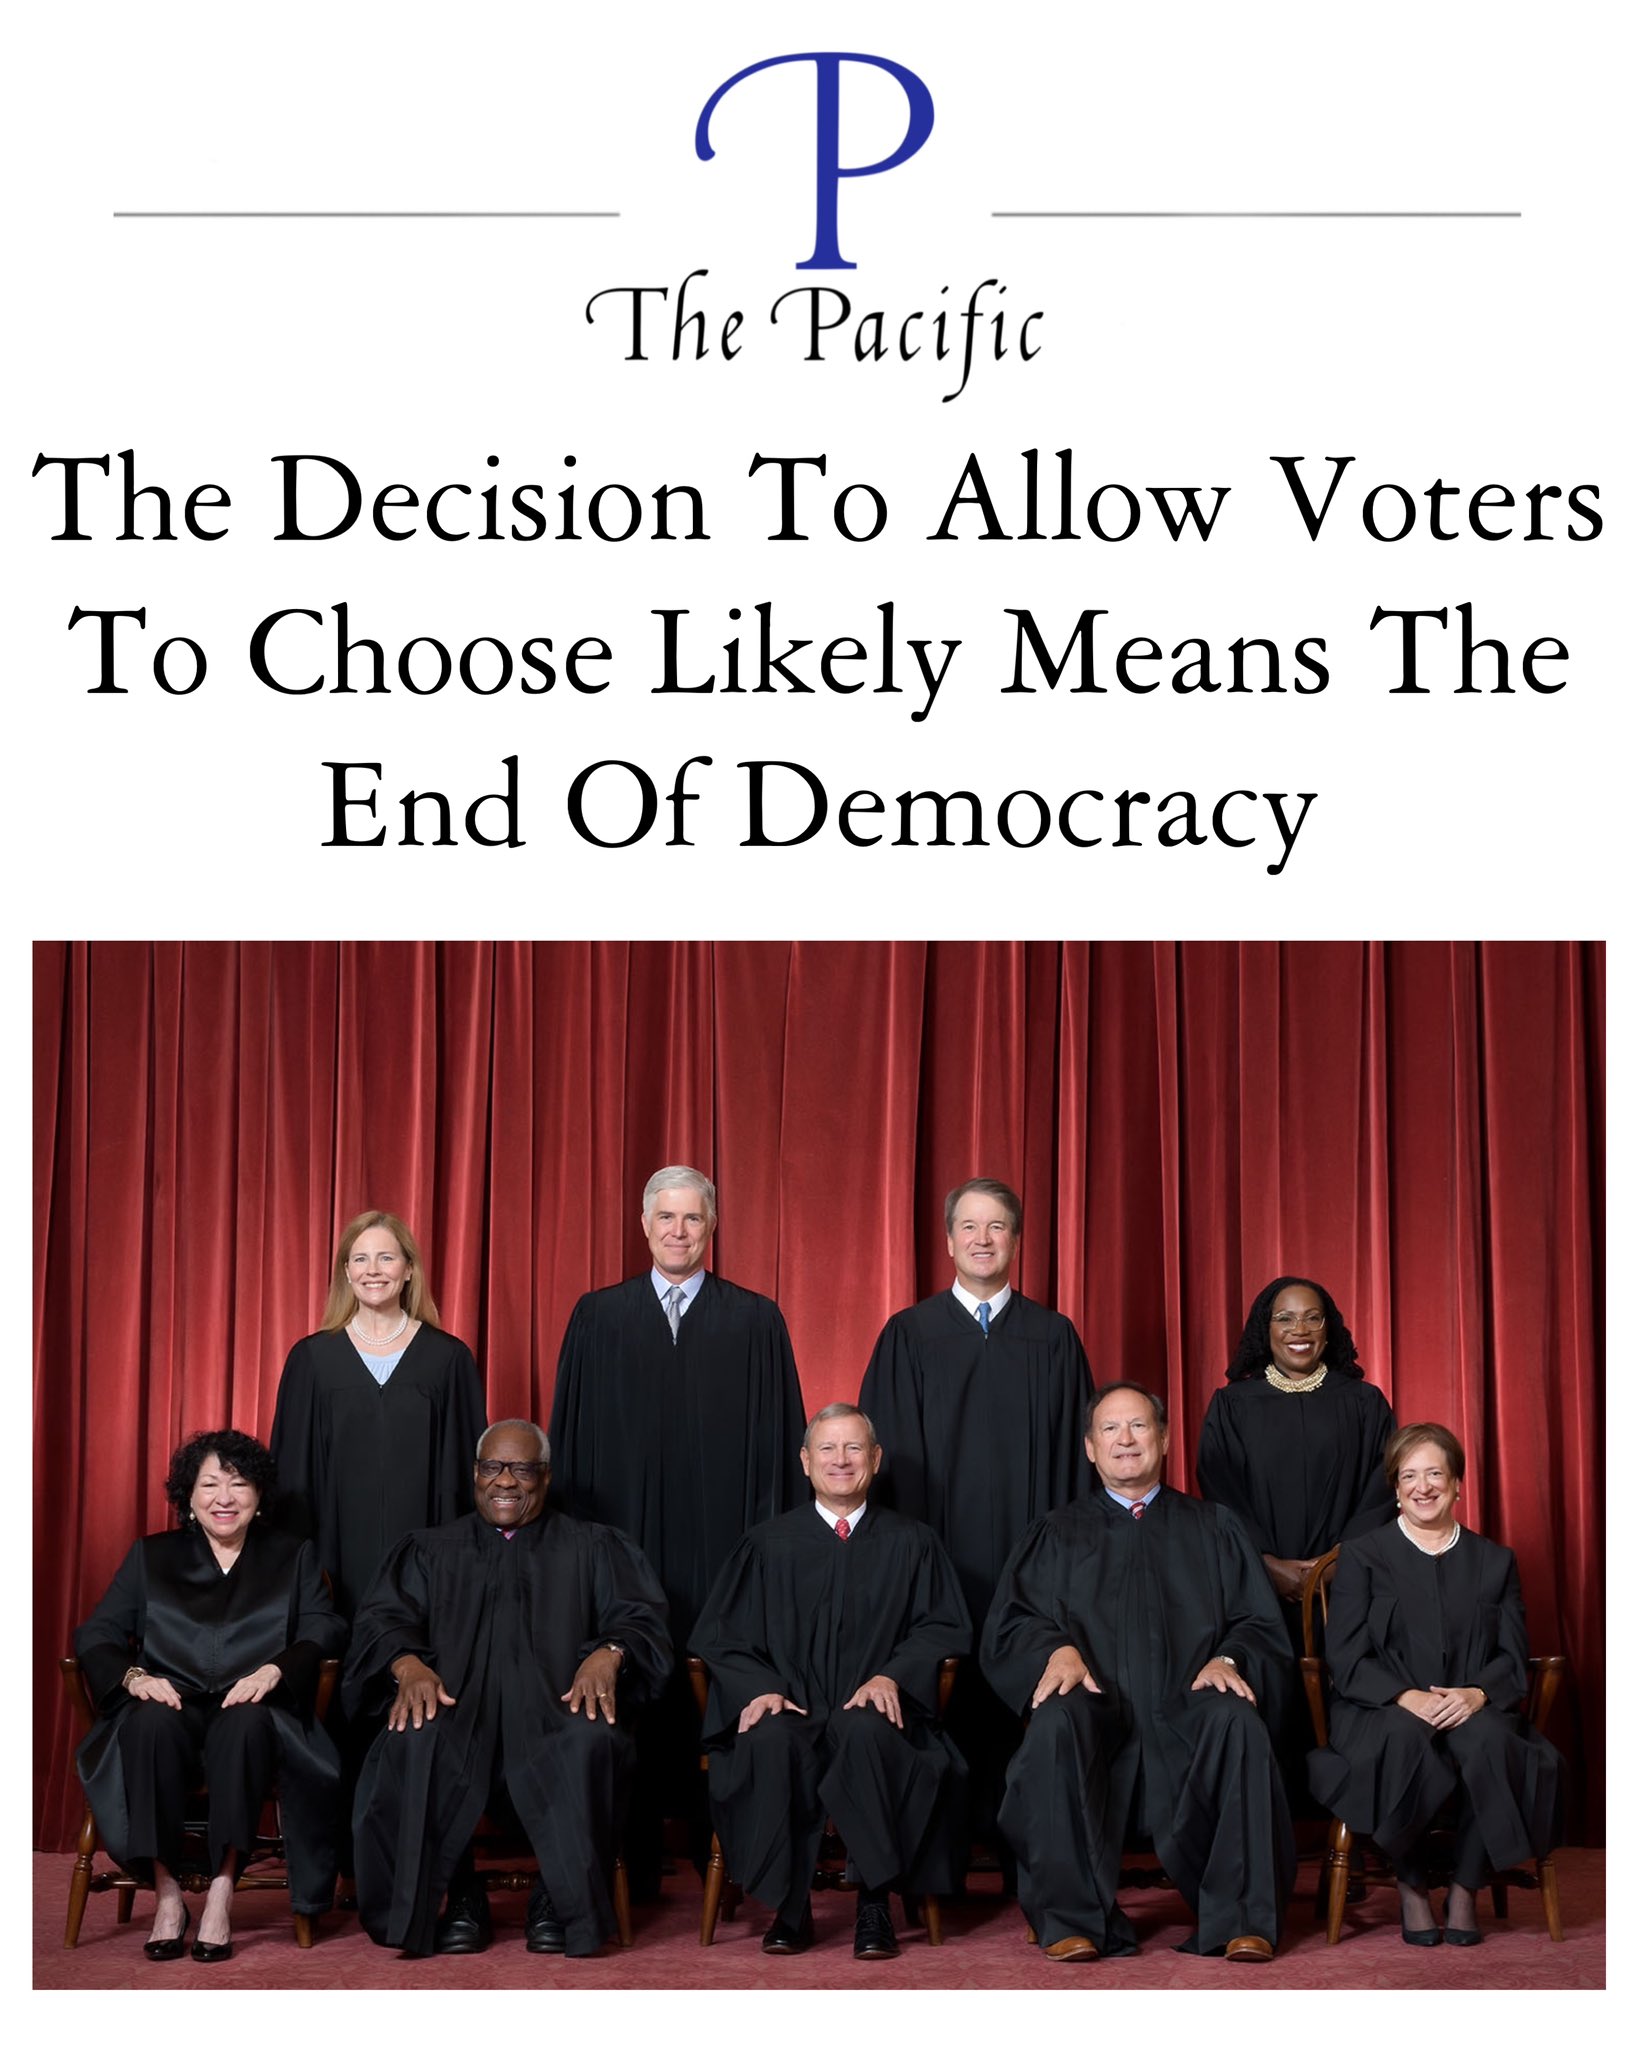 P
The Pacific
The Decision To Allow Voters
To Choose Likely Means The
End Of Democracy